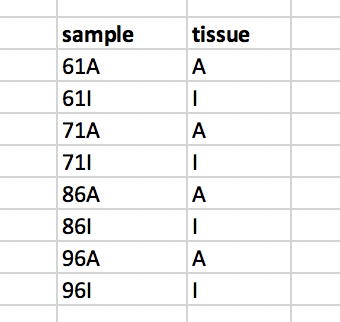 sample tissue
61A A
61I I
71A A
71I I
86A A
86I I
96A A
96I I